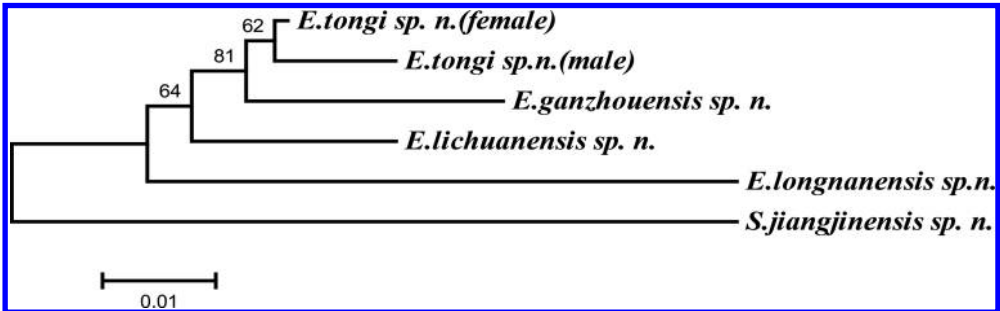 62
E.tongi sp. n.(female)
81
E.tongi sp.n.(male)
64
E.ganzhouensis sp. n.
E.lichuanensis sp. n.
E.longnanensis sp.n.
S.jiangjinensis sp. n.
0.01